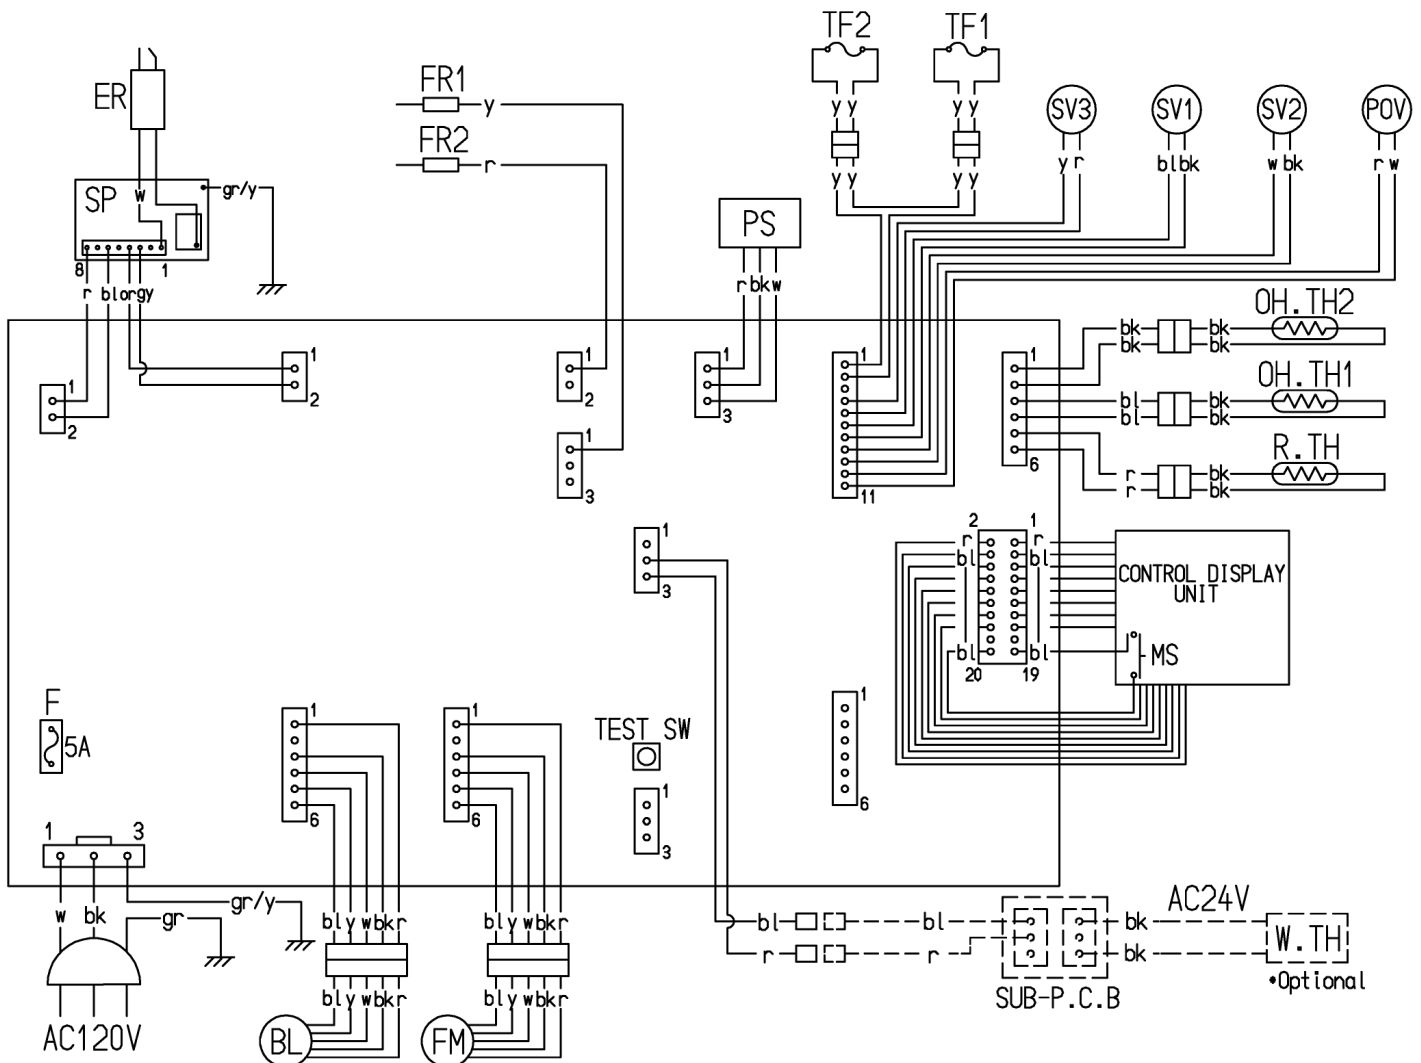 TF2 TF1
ER
FR1 y
FR2 r
y y y y
SV3 SV1 SV2 POV
y r bl bk w bk r w
y y y y
SP w gr/y
8 1
r bl or gy
PS
r bk w
OH.TH2
bk bk
bk bk
OH.TH1
bl bk
bl bk
R.TH
r bk
r bk
1 2
1 2
1 2
1 3
1 3
1 11
1 6
1 3
2 1
r r
bl bl
bl bl
20 19
CONTROL DISPLAY
UNIT
MS
F
5A
1 6
1 6
TEST SW
1 3
1 6
1 3
w bk gr gr/y
AC120V
bl y w bk r
bl y w bk r
BL
bl y w bk r
bl y w bk r
FM
bl bl
r r
SUB-P.C.B
AC24V
bk
bk
W.TH
•Optional